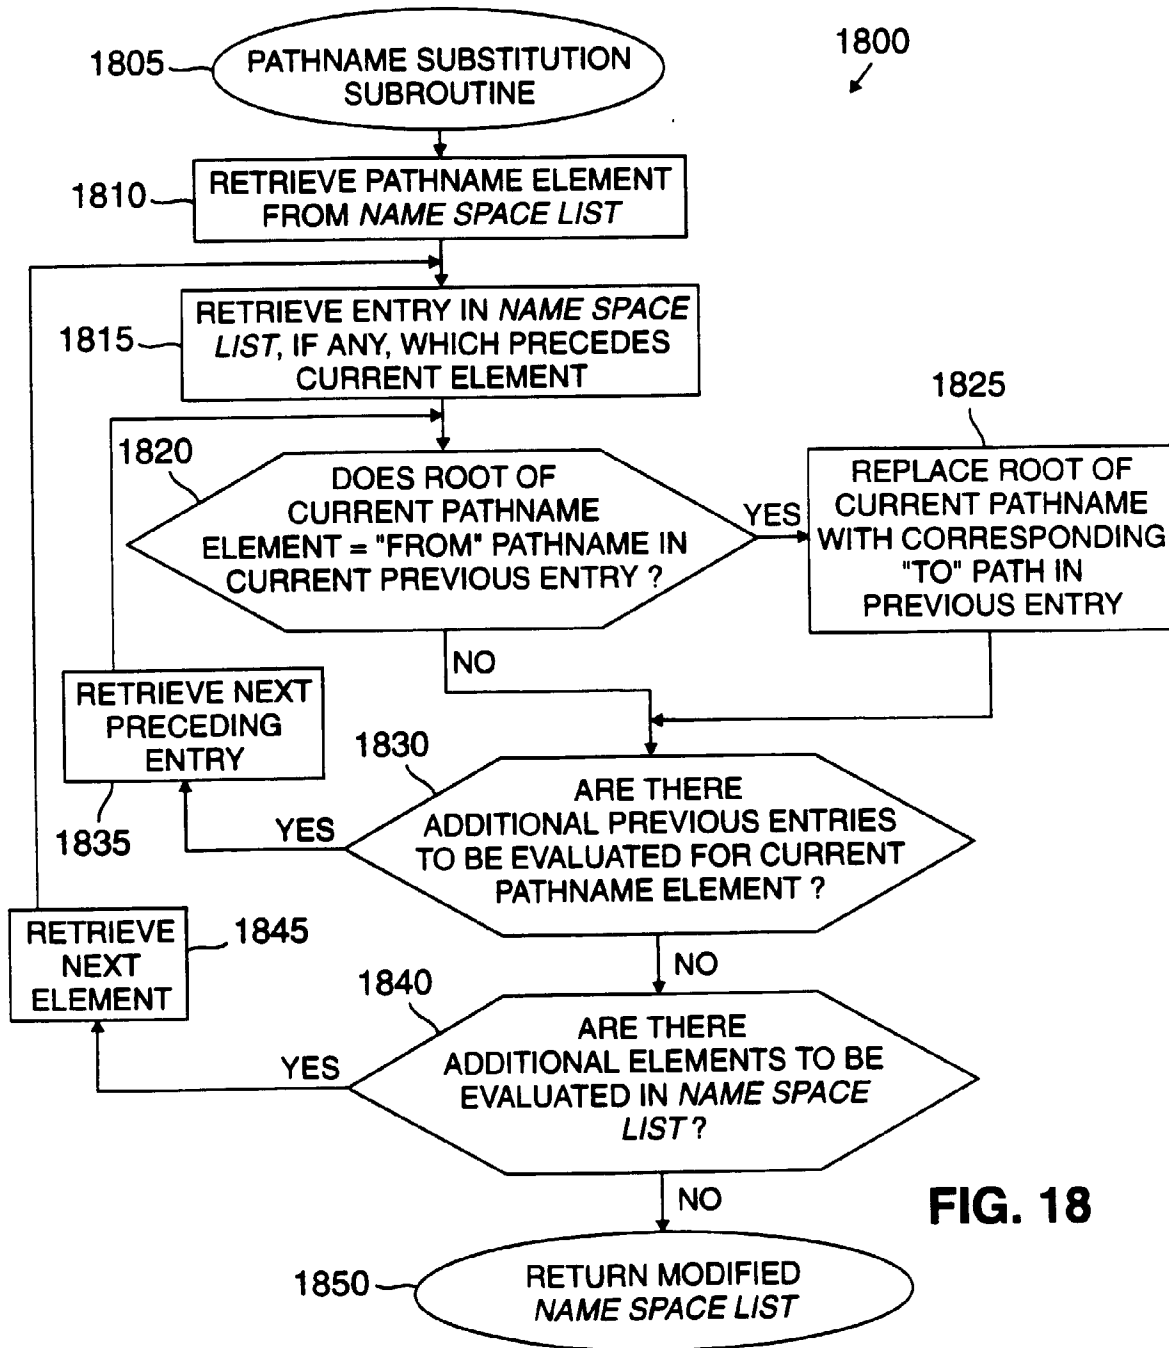 1800
1805
PATHNAME SUBSTITUTION
SUBROUTINE
1810
RETRIEVE PATHNAME ELEMENT
FROM NAME SPACE LIST
1815
RETRIEVE ENTRY IN NAME SPACE
LIST, IF ANY, WHICH PRECEDES
CURRENT ELEMENT
1820
DOES ROOT OF
CURRENT PATHNAME
ELEMENT = "FROM" PATHNAME IN
CURRENT PREVIOUS ENTRY ?
YES
1825
REPLACE ROOT OF
CURRENT PATHNAME
WITH CORRESPONDING
"TO" PATH IN
PREVIOUS ENTRY
NO
RETRIEVE NEXT
PRECEDING
ENTRY
1835
1830
ARE THERE
ADDITIONAL PREVIOUS ENTRIES
TO BE EVALUATED FOR CURRENT
PATHNAME ELEMENT ?
YES
NO
RETRIEVE
NEXT
ELEMENT
1845
1840
ARE THERE
ADDITIONAL ELEMENTS TO BE
EVALUATED IN NAME SPACE
LIST ?
YES
NO
FIG. 18
1850
RETURN MODIFIED
NAME SPACE LIST